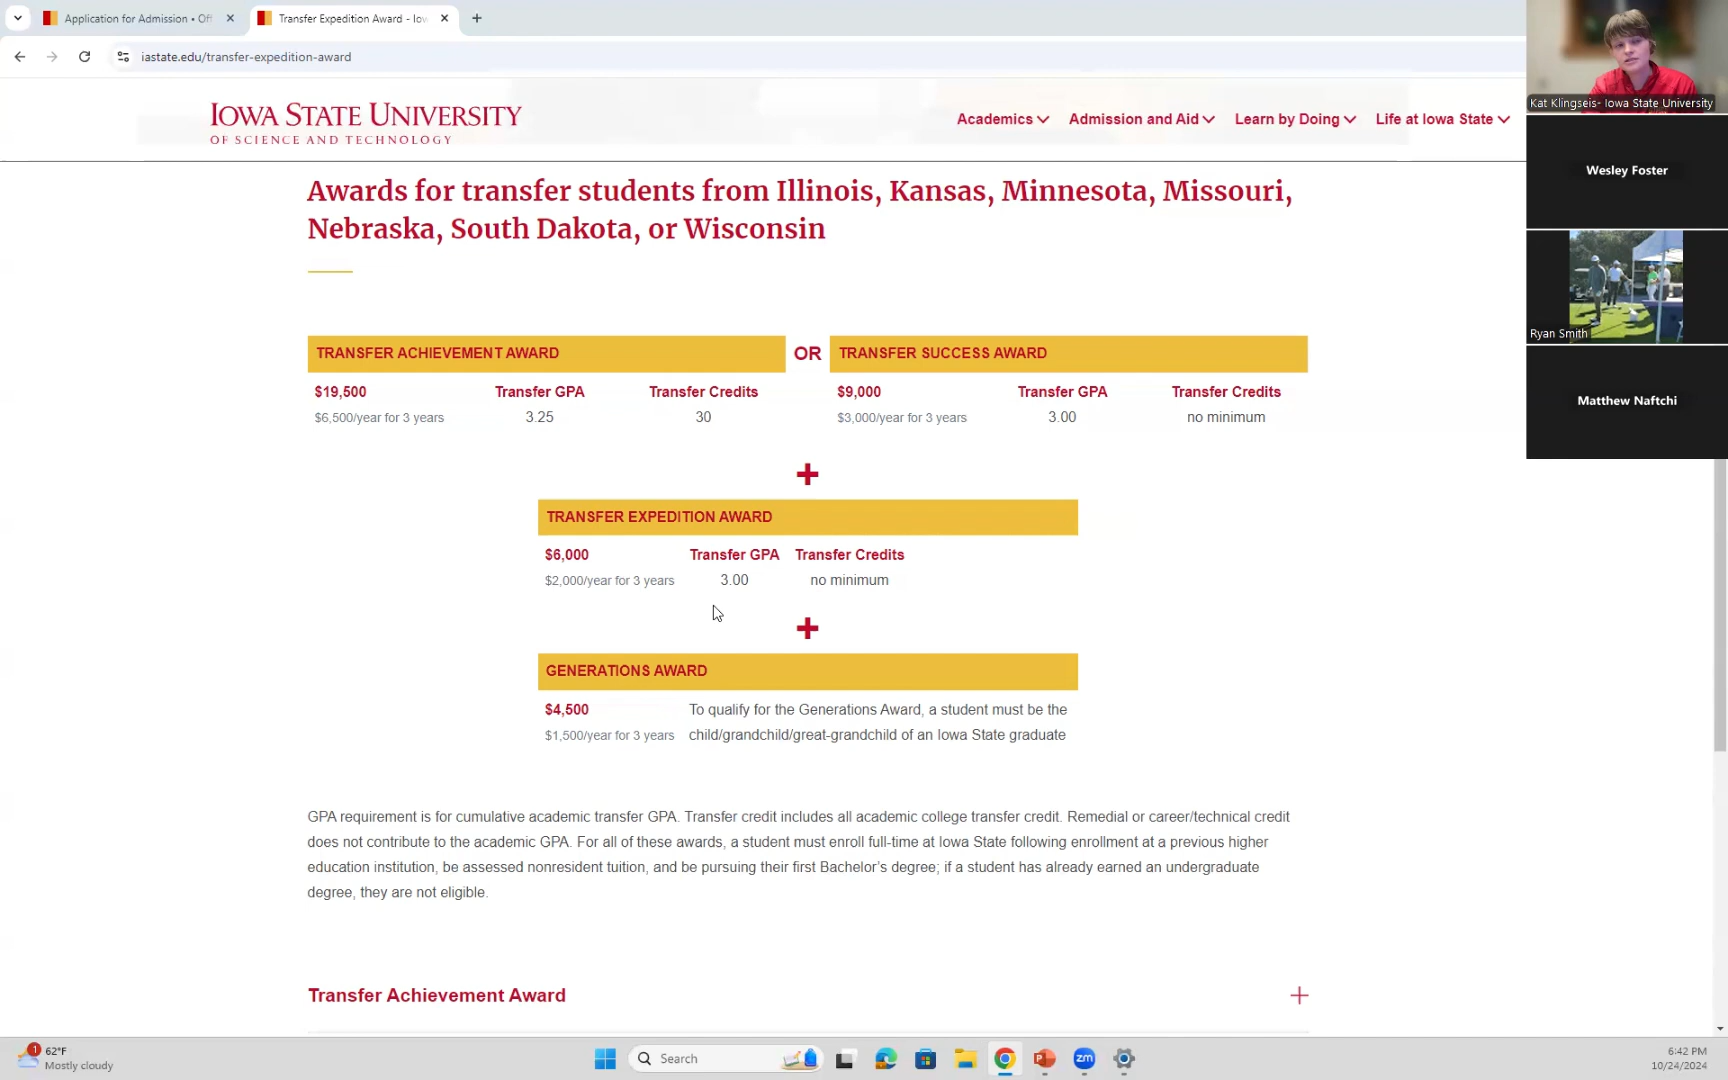 Application for Admission • Off
Transfer Expedition Award - Iow
iastate.edu/transfer-expedition-award
IOWA STATE UNIVERSITY
OF SCIENCE AND TECHNOLOGY
Academics
Admission and Aid
Learn by Doing
Life at Iowa State
Kat Klingseis- Iowa State University
Wesley Foster
Ryan Smith
Matthew Naftchi
Awards for transfer students from Illinois, Kansas, Minnesota, Missouri,
Nebraska, South Dakota, or Wisconsin
TRANSFER ACHIEVEMENT AWARD
OR
TRANSFER SUCCESS AWARD
$19,500 Transfer GPA Transfer Credits
$6,500/year for 3 years 3.25 30
$9,000 Transfer GPA Transfer Credits
$3,000/year for 3 years 3.00 no minimum
+
TRANSFER EXPEDITION AWARD
$6,000 Transfer GPA Transfer Credits
$2,000/year for 3 years 3.00 no minimum
+
GENERATIONS AWARD
$4,500 To qualify for the Generations Award, a student must be the
$1,500/year for 3 years child/grandchild/great-grandchild of an Iowa State graduate
GPA requirement is for cumulative academic transfer GPA. Transfer credit includes all academic college transfer credit. Remedial or career/technical credit
does not contribute to the academic GPA. For all of these awards, a student must enroll full-time at Iowa State following enrollment at a previous higher
education institution, be assessed nonresident tuition, and be pursuing their first Bachelor's degree; if a student has already earned an undergraduate
degree, they are not eligible.
Transfer Achievement Award
1
62°F
Mostly cloudy
Search
zm
6:42 PM
10/24/2024